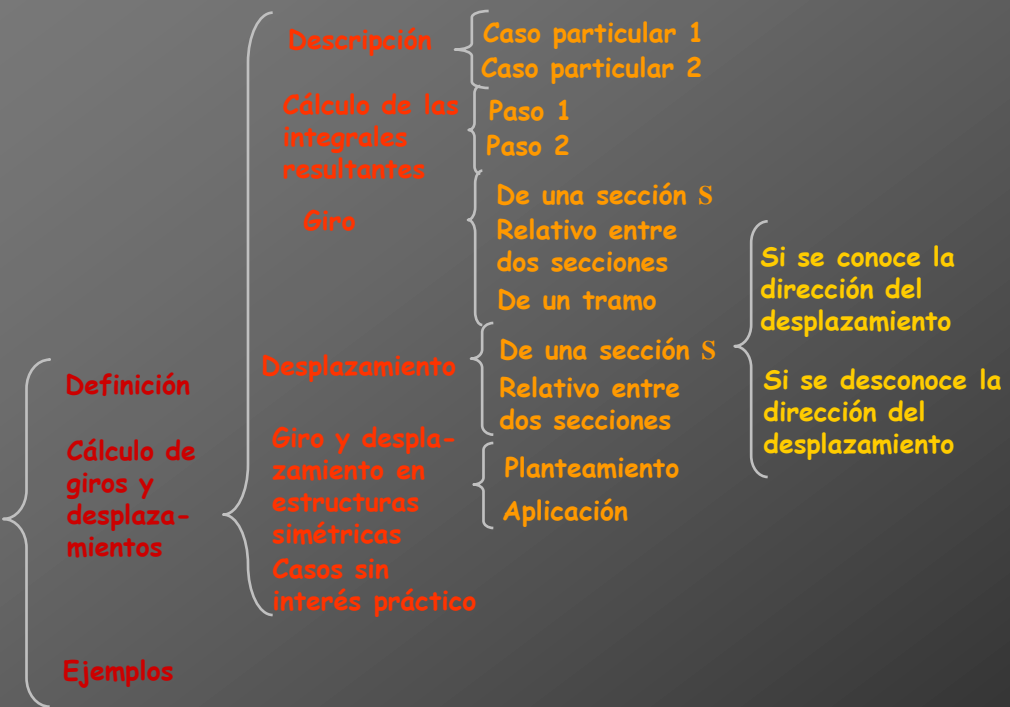 Definición
Cálculo de
giros y
desplaza-
mientos
Ejemplos
Descripción
Caso particular 1
Caso particular 2
Cálculo de las
integrales
resultantes
Paso 1
Paso 2
Giro
De una sección S
Relativo entre
dos secciones
De un tramo
Desplazamiento
De una sección S
Si se conoce la
dirección del
desplazamiento
Si se desconoce la
dirección del
desplazamiento
Relativo entre
dos secciones
Giro y despla-
zamiento en
estructuras
simétricas
Planteamiento
Aplicación
Casos sin
interés práctico